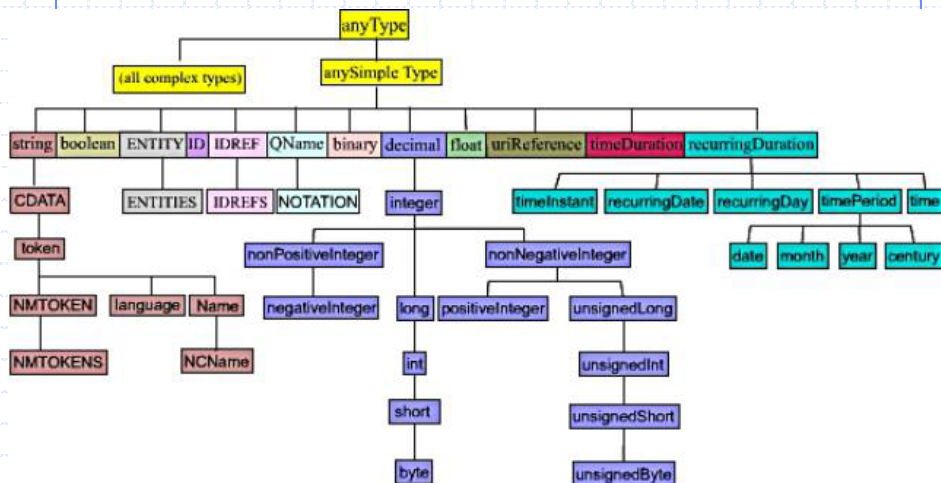 anyType
(all complex types) anySimple Type
string boolean ENTITY ID IDREF QName binary decimal float uriReference timeDuration recurringDuration
CDATA ENTITIES IDREFS NOTATION integer timeInstant recurringDate recurringDay timePeriod time
token nonPositiveInteger nonNegativeInteger date month year century
NMTOKEN language Name negativeInteger long positiveInteger unsignedLong
NMTOKENS NCName int unsignedInt
short unsignedShort
byte unsignedByte